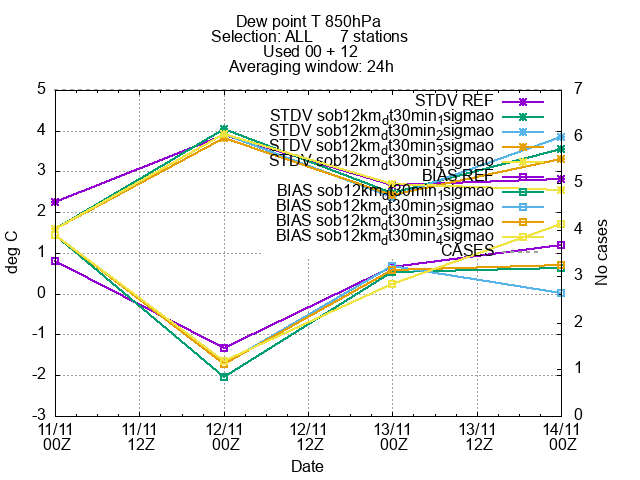 Dew point T 850hPa
Selection: ALL      7 stations
Used 00 + 12
Averaging window: 24h
5
4
3
2
1
0
-1
-2
-3
deg C
7
6
5
4
3
2
1
0
No cases
STDV REF
STDV sob12km_dt30min_1sigmao
STDV sob12km_dt30min_2sigmao
STDV sob12km_dt30min_3sigmao
STDV sob12km_dt30min_4sigmao
BIAS REF
BIAS sob12km_dt30min_1sigmao
BIAS sob12km_dt30min_2sigmao
BIAS sob12km_dt30min_3sigmao
BIAS sob12km_dt30min_4sigmao
CASES
11/11 11/11 12/11 12/11 13/11 13/11 14/11
00Z 12Z 00Z 12Z 00Z 12Z 00Z
Date